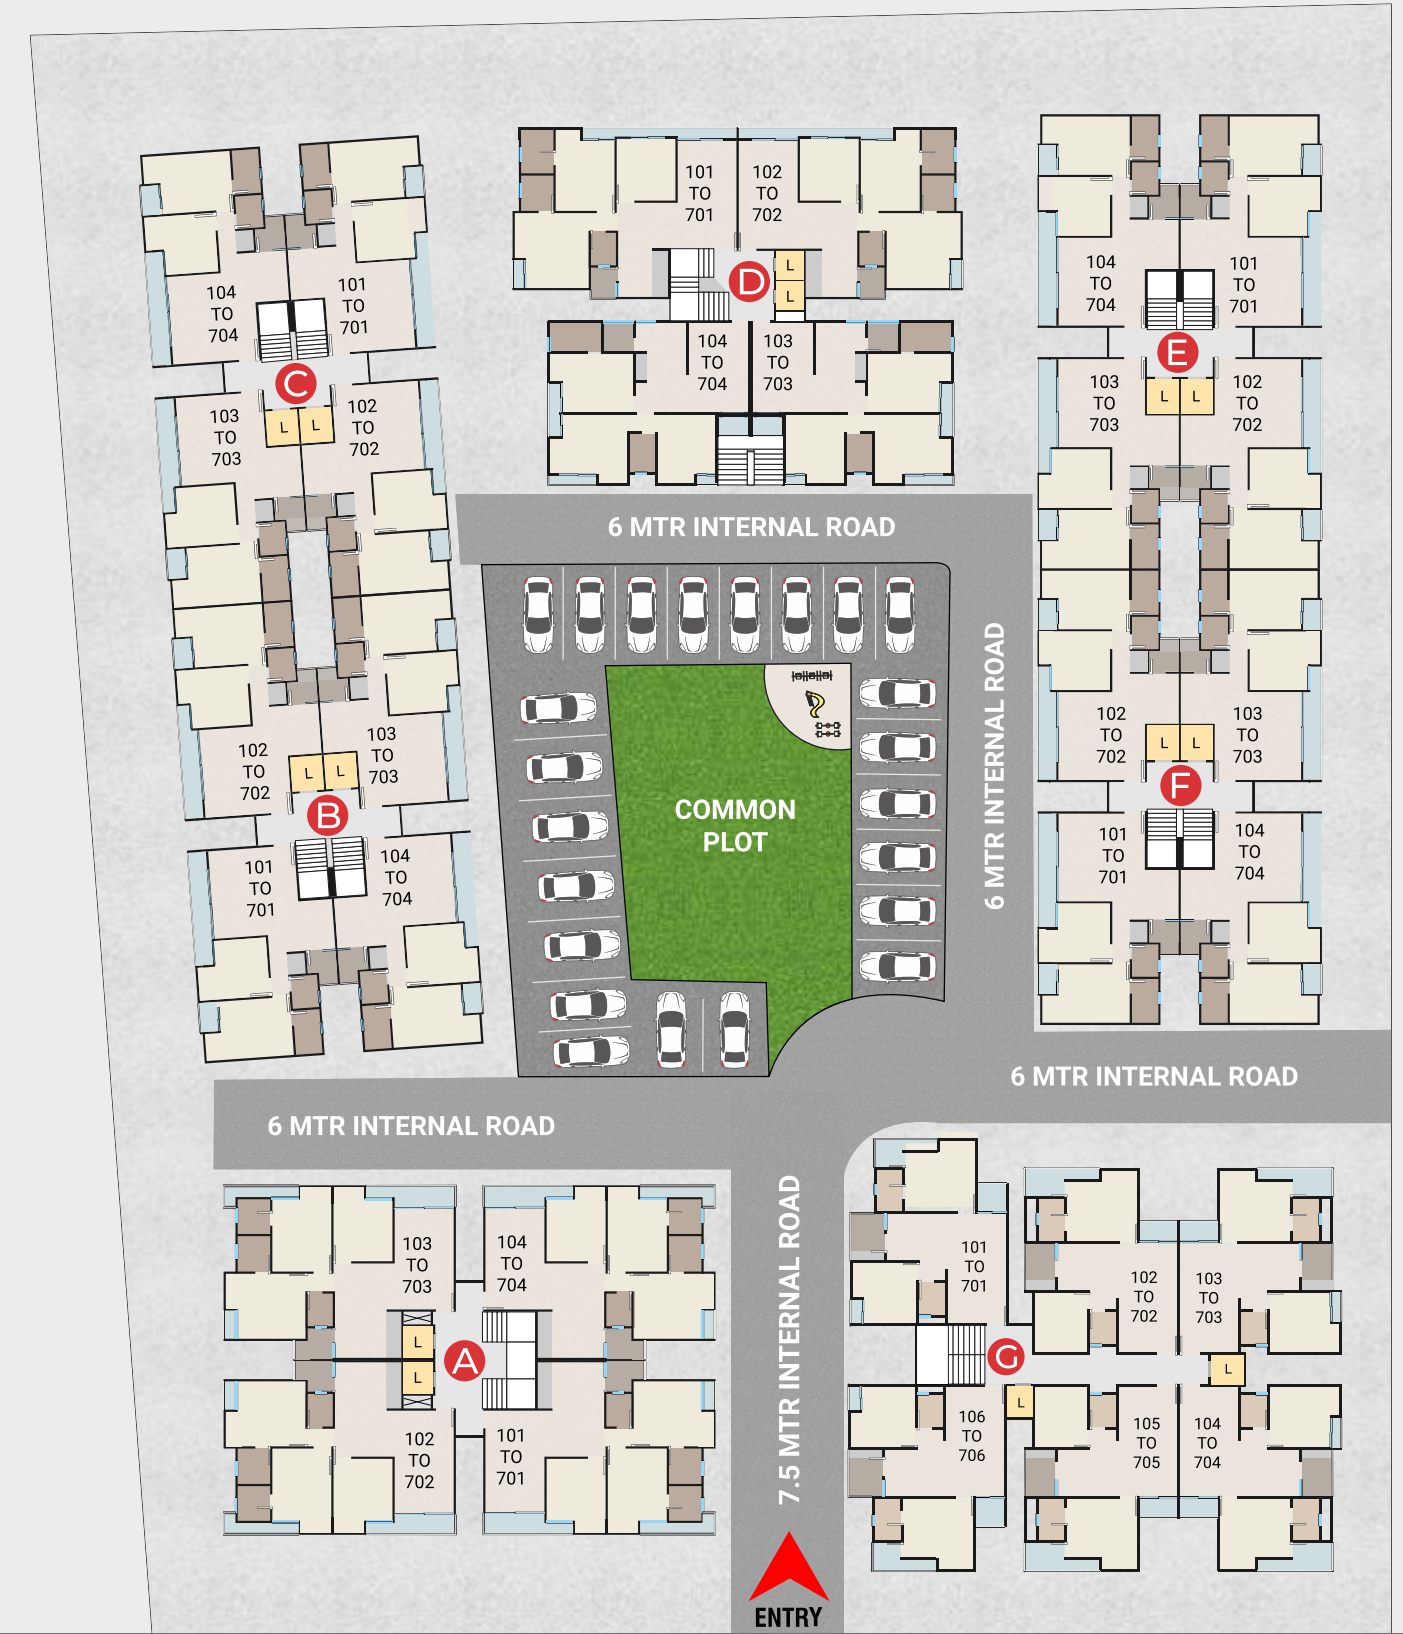 101
TO
701
102
TO
702
D
L
L
104
TO
704
103
TO
703
104
TO
704
101
TO
701
C
103
TO
703
L
L
102
TO
702
104
TO
704
101
TO
701
E
103
TO
703
L
L
102
TO
702
6 MTR INTERNAL ROAD
6 MTR INTERNAL ROAD
COMMON
PLOT
102
TO
702
L
L
103
TO
703
B
101
TO
701
104
TO
704
102
TO
702
L
L
103
TO
703
F
101
TO
701
104
TO
704
6 MTR INTERNAL ROAD
6 MTR INTERNAL ROAD
7.5 MTR INTERNAL ROAD
103
TO
703
104
TO
704
L
L
A
102
TO
702
101
TO
701
101
TO
701
102
TO
702
103
TO
703
G
L
L
106
TO
706
105
TO
705
104
TO
704
ENTRY